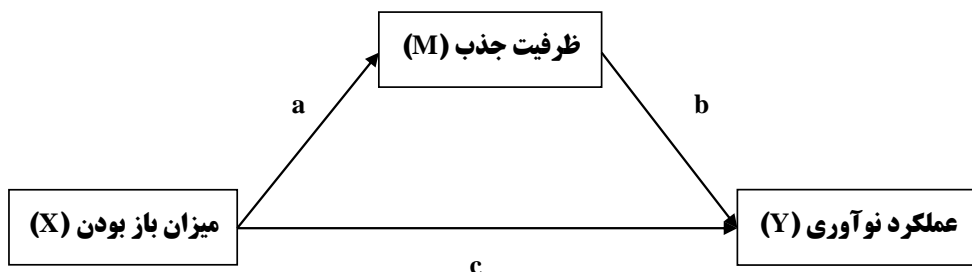 ظرفیت جذب (M)
a
b
میزان باز بودن (X)
عملکرد نوآوری (Y)
c